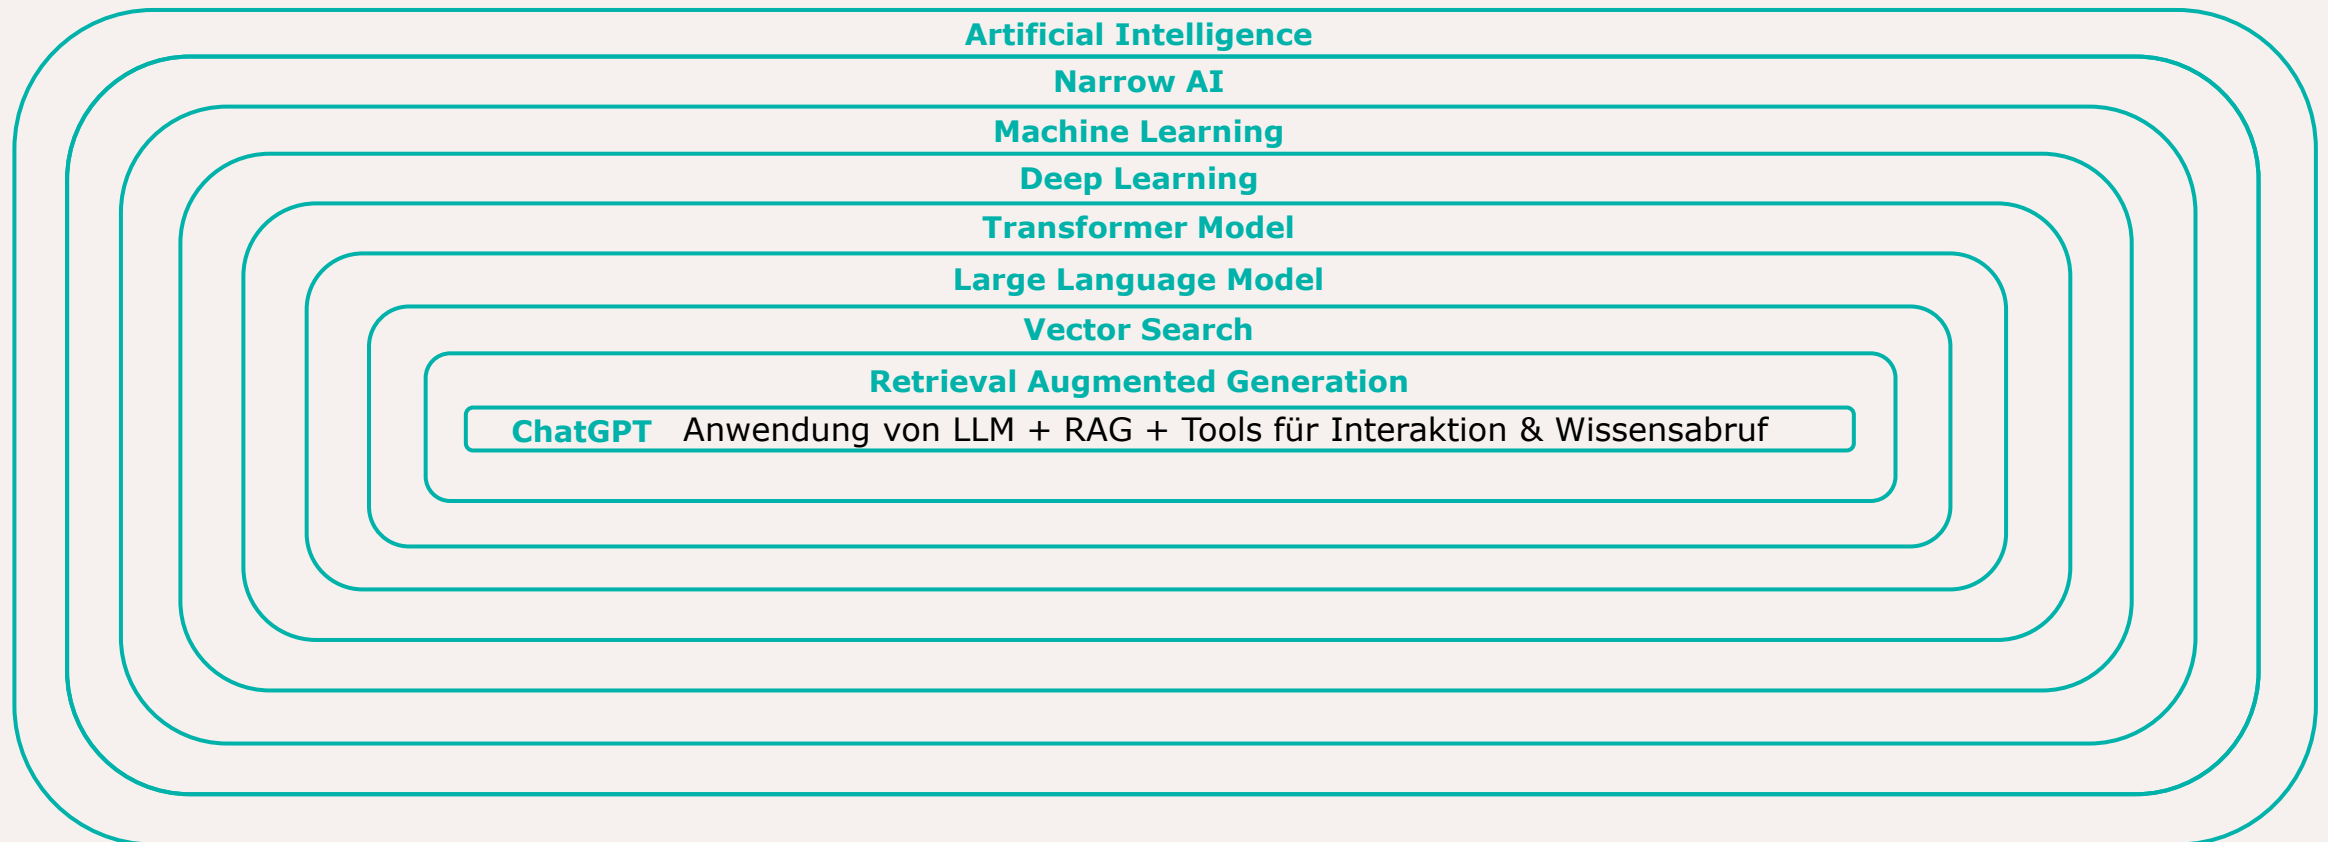 Artificial Intelligence
Narrow AI
Machine Learning
Deep Learning
Transformer Model
Large Language Model
Vector Search
Retrieval Augmented Generation
ChatGPT Anwendung von LLM + RAG + Tools für Interaktion & Wissensabruf